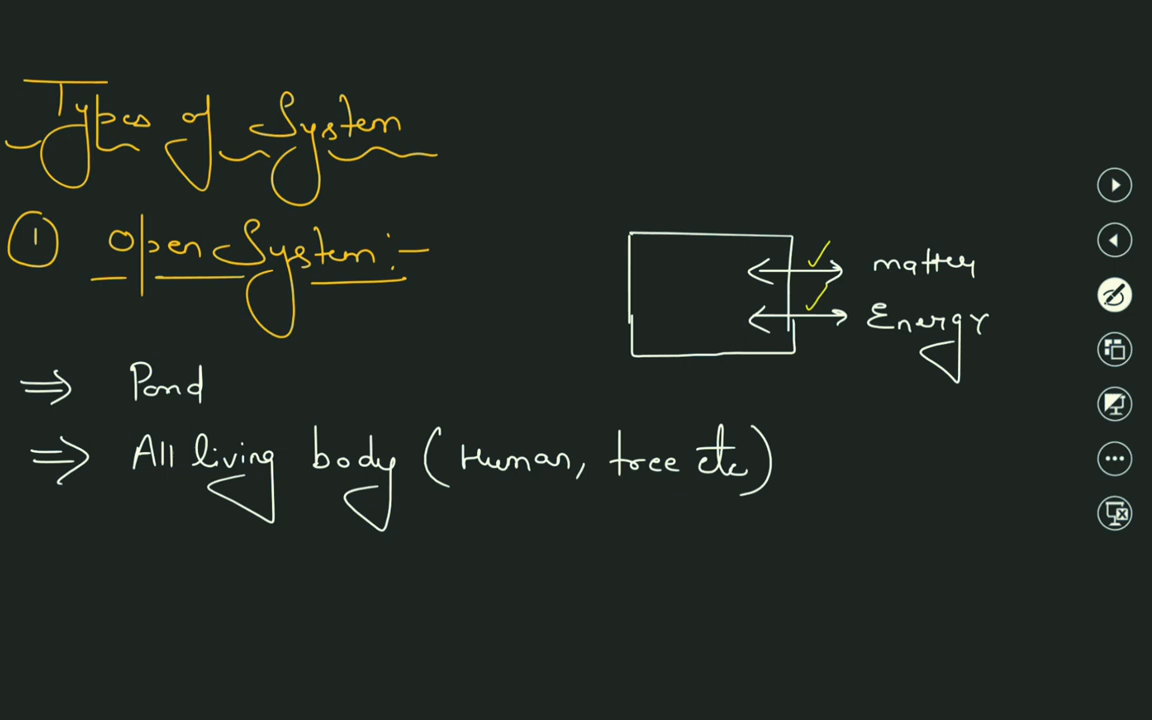 Types of System
① Open System :-
matter
Energy
⇒ Pond
⇒ All living body (Human, tree etc)